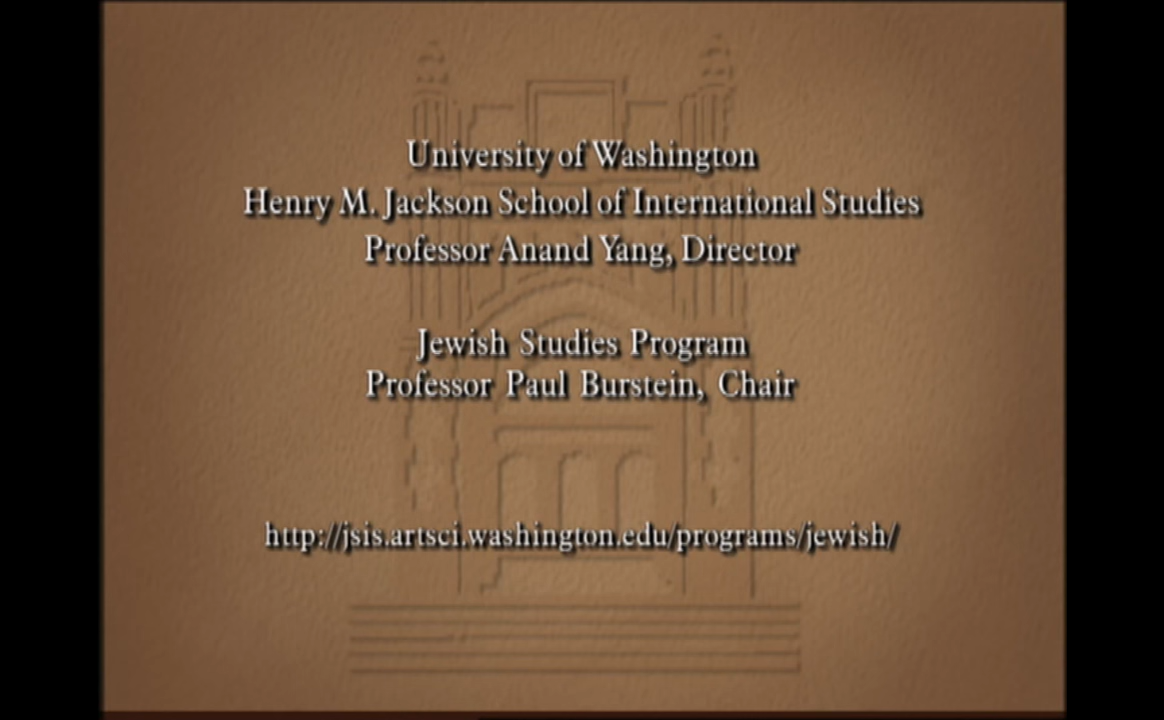 University of Washington
Henry M. Jackson School of International Studies
Professor Anand Yang, Director
Jewish Studies Program
Professor Paul Burstein, Chair
http://jsis.artsci.washington.edu/programs/jewish/